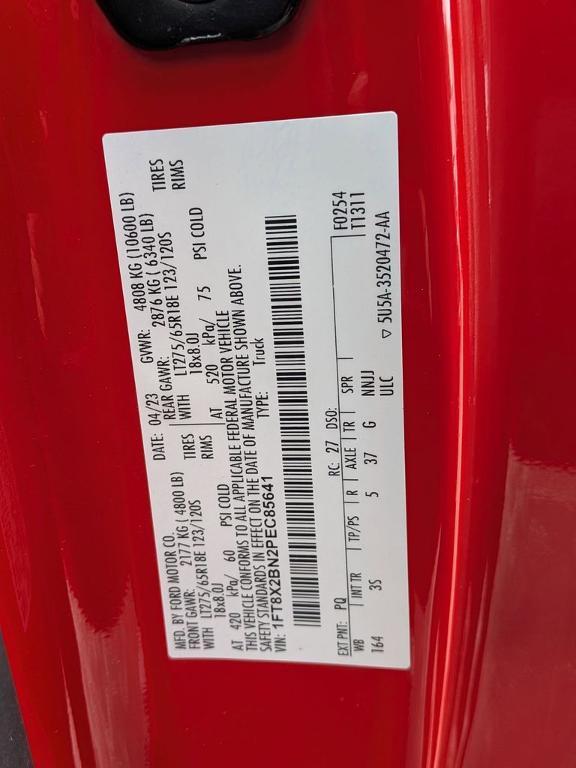 MFD. BY FORD MOTOR CO.
DATE: 04/23 GVWR: 4808 KG (10600 LB)
FRONT GAWR: 2177 KG ( 4800 LB) REAR GAWR: 2876 KG ( 6340 LB)
WITH LT275/65R18E 123/120S TIRES WITH LT275/65R18E 123/120S TIRES
18x8.0J RIMS 18x8.0J RIMS
AT 420 kPa/ 60 PSI COLD AT 520 kPa/ 75 PSI COLD
THIS VEHICLE CONFORMS TO ALL APPLICABLE FEDERAL MOTOR VEHICLE
SAFETY STANDARDS IN EFFECT ON THE DATE OF MANUFACTURE SHOWN ABOVE.
VIN: 1FT8X2BN2PEC85641 TYPE: Truck
F0254
T1311
EXT PNT: PQ RC: 27 DSO:
WB INT TR TP/PS R AXLE TR SPR
164 3S 5 37 G NNJJ
ULC
▽ 5U5A-3520472-AA